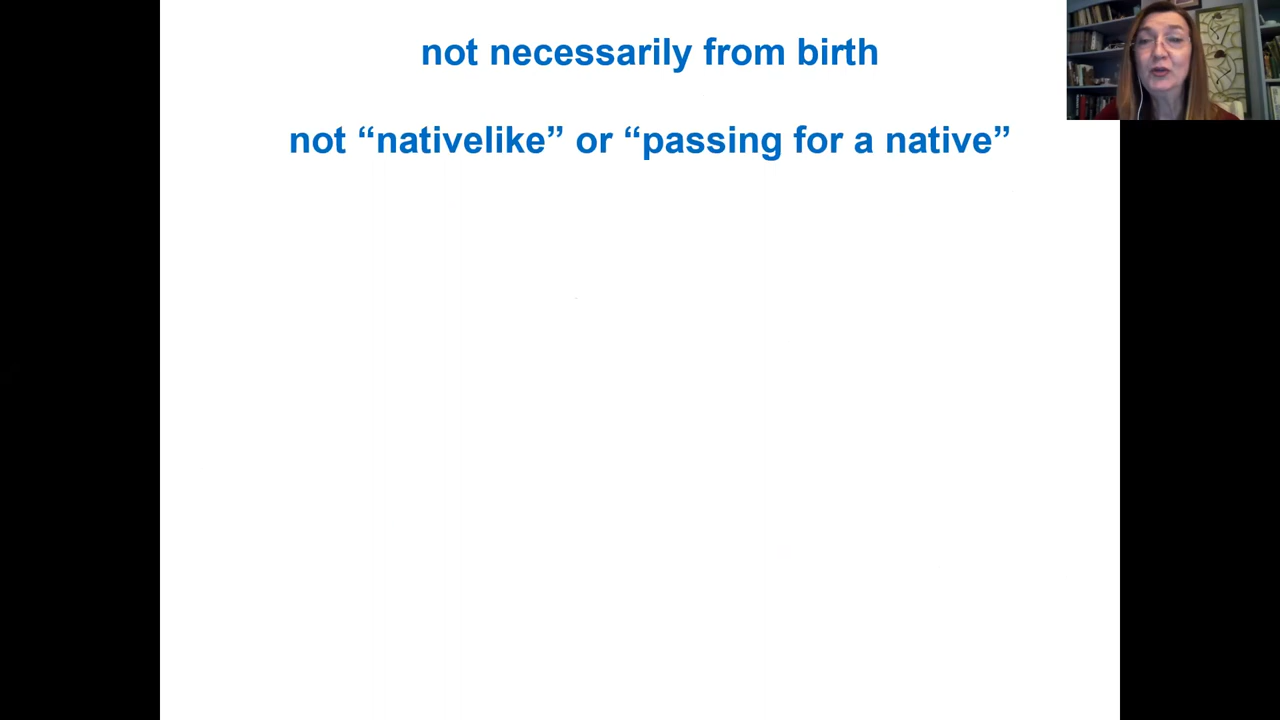 not necessarily from birth
not “nativelike” or “passing for a native”